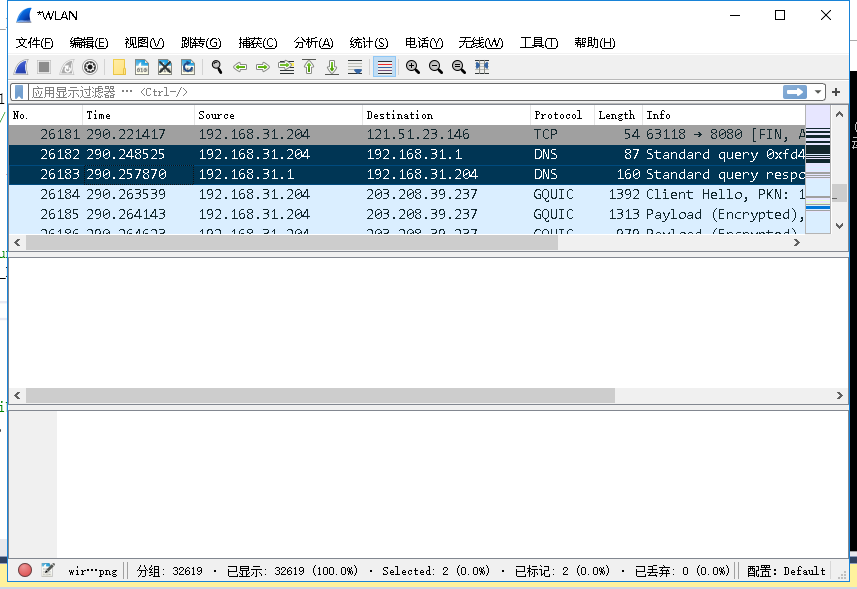 *WLAN
文件(F) 编辑(E) 视图(V) 跳转(G) 捕获(C) 分析(A) 统计(S) 电话(Y) 无线(W) 工具(T) 帮助(H)
应用显示过滤器 … <Ctrl-/>
No. Time Source Destination Protocol Length Info
26181 290.221417 192.168.31.204 121.51.23.146 TCP 54 63118 → 8080 [FIN, A
26182 290.248525 192.168.31.204 192.168.31.1 DNS 87 Standard query 0xfd4
26183 290.257870 192.168.31.1 192.168.31.204 DNS 160 Standard query respo
26184 290.263539 192.168.31.204 203.208.39.237 GQUIC 1392 Client Hello, PKN: 1
26185 290.264143 192.168.31.204 203.208.39.237 GQUIC 1313 Payload (Encrypted),
26186 290.264623 192.168.31.204 203.208.39.237 GQUIC 979 Payload (Encrypted),
wir…png 分组: 32619 · 已显示: 32619 (100.0%) · Selected: 2 (0.0%) · 已标记: 2 (0.0%) · 已丢弃: 0 (0.0%) 配置: Default